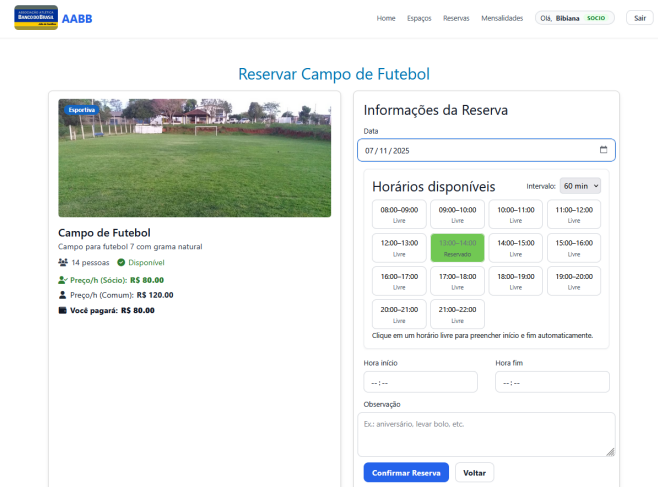 ASSOCIAÇÃO ATLÉTICA
BANCO DO BRASIL
AABB
Home
Espaços
Reservas
Mensalidades
Olá, Bibiana SOCIO
Sair
Reservar Campo de Futebol
Esportiva
Campo de Futebol
Campo para futebol 7 com grama natural
14 pessoas Disponível
Preço/h (Sócio): R$ 80.00
Preço/h (Comum): R$ 120.00
Você pagará: R$ 80.00
Informações da Reserva
Data
07/11/2025
Horários disponíveis
Intervalo: 60 min
08:00–09:00
Livre
09:00–10:00
Livre
10:00–11:00
Livre
11:00–12:00
Livre
12:00–13:00
Livre
13:00–14:00
Reservado
14:00–15:00
Livre
15:00–16:00
Livre
16:00–17:00
Livre
17:00–18:00
Livre
18:00–19:00
Livre
19:00–20:00
Livre
20:00–21:00
Livre
21:00–22:00
Livre
Clique em um horário livre para preencher início e fim automaticamente.
Hora início
--:--
Hora fim
--:--
Observação
Ex.: aniversário, levar bolo, etc.
Confirmar Reserva
Voltar